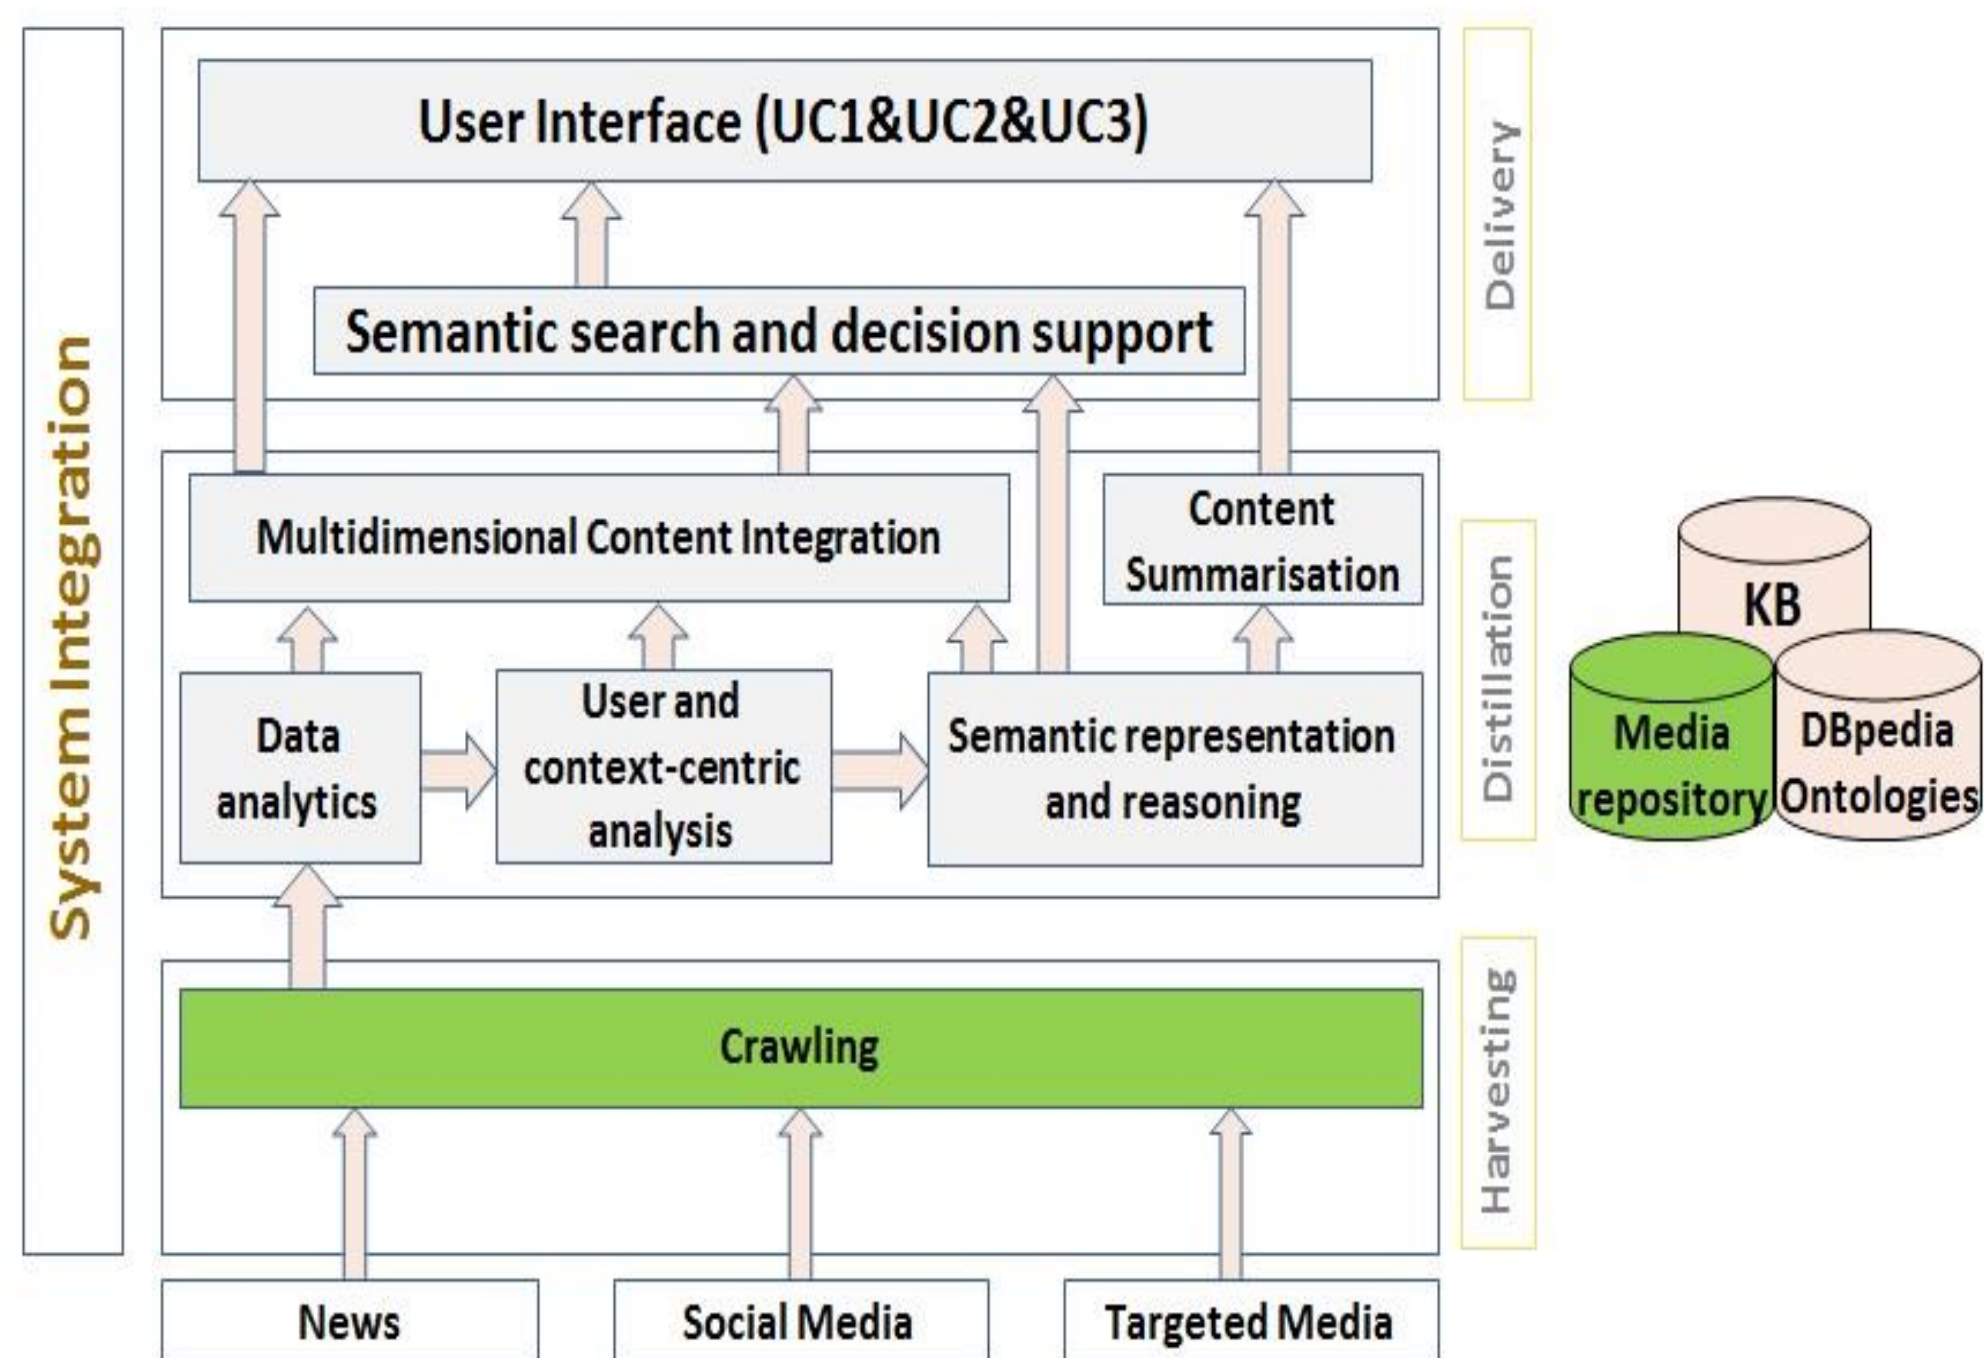 System Integration
User Interface (UC1&UC2&UC3)
Semantic search and decision support
Delivery
Multidimensional Content Integration
Content
Summarisation
Data
analytics
User and
context-centric
analysis
Semantic representation
and reasoning
Distillation
KB
Media
repository
DBpedia
Ontologies
Crawling
Harvesting
News
Social Media
Targeted Media